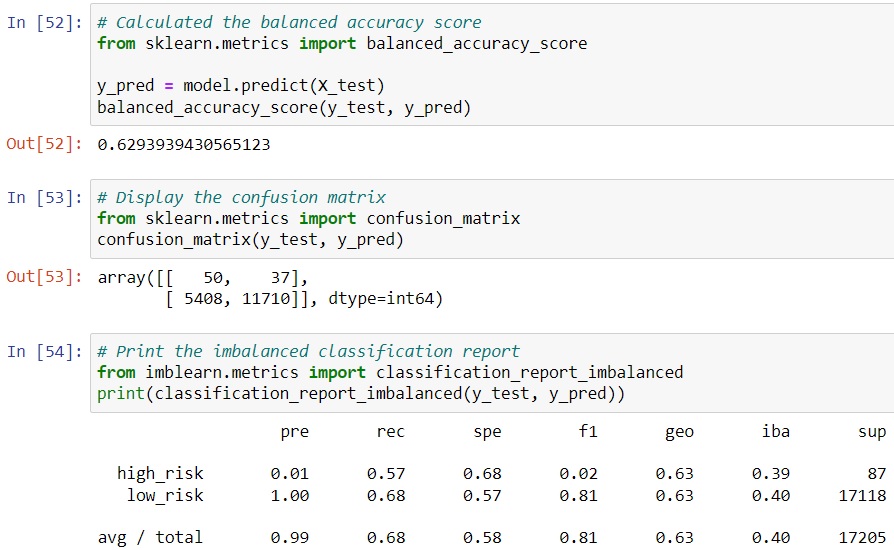 In [52]: # Calculated the balanced accuracy score
from sklearn.metrics import balanced_accuracy_score
y_pred = model.predict(X_test)
balanced_accuracy_score(y_test, y_pred)
Out[52]: 0.6293939430565123
In [53]: # Display the confusion matrix
from sklearn.metrics import confusion_matrix
confusion_matrix(y_test, y_pred)
Out[53]: array([[   50,    37],
       [ 5408, 11710]], dtype=int64)
In [54]: # Print the imbalanced classification report
from imblearn.metrics import classification_report_imbalanced
print(classification_report_imbalanced(y_test, y_pred))
pre rec spe f1 geo iba sup
high_risk 0.01 0.57 0.68 0.02 0.63 0.39 87
low_risk 1.00 0.68 0.57 0.81 0.63 0.40 17118
avg / total 0.99 0.68 0.58 0.81 0.63 0.40 17205